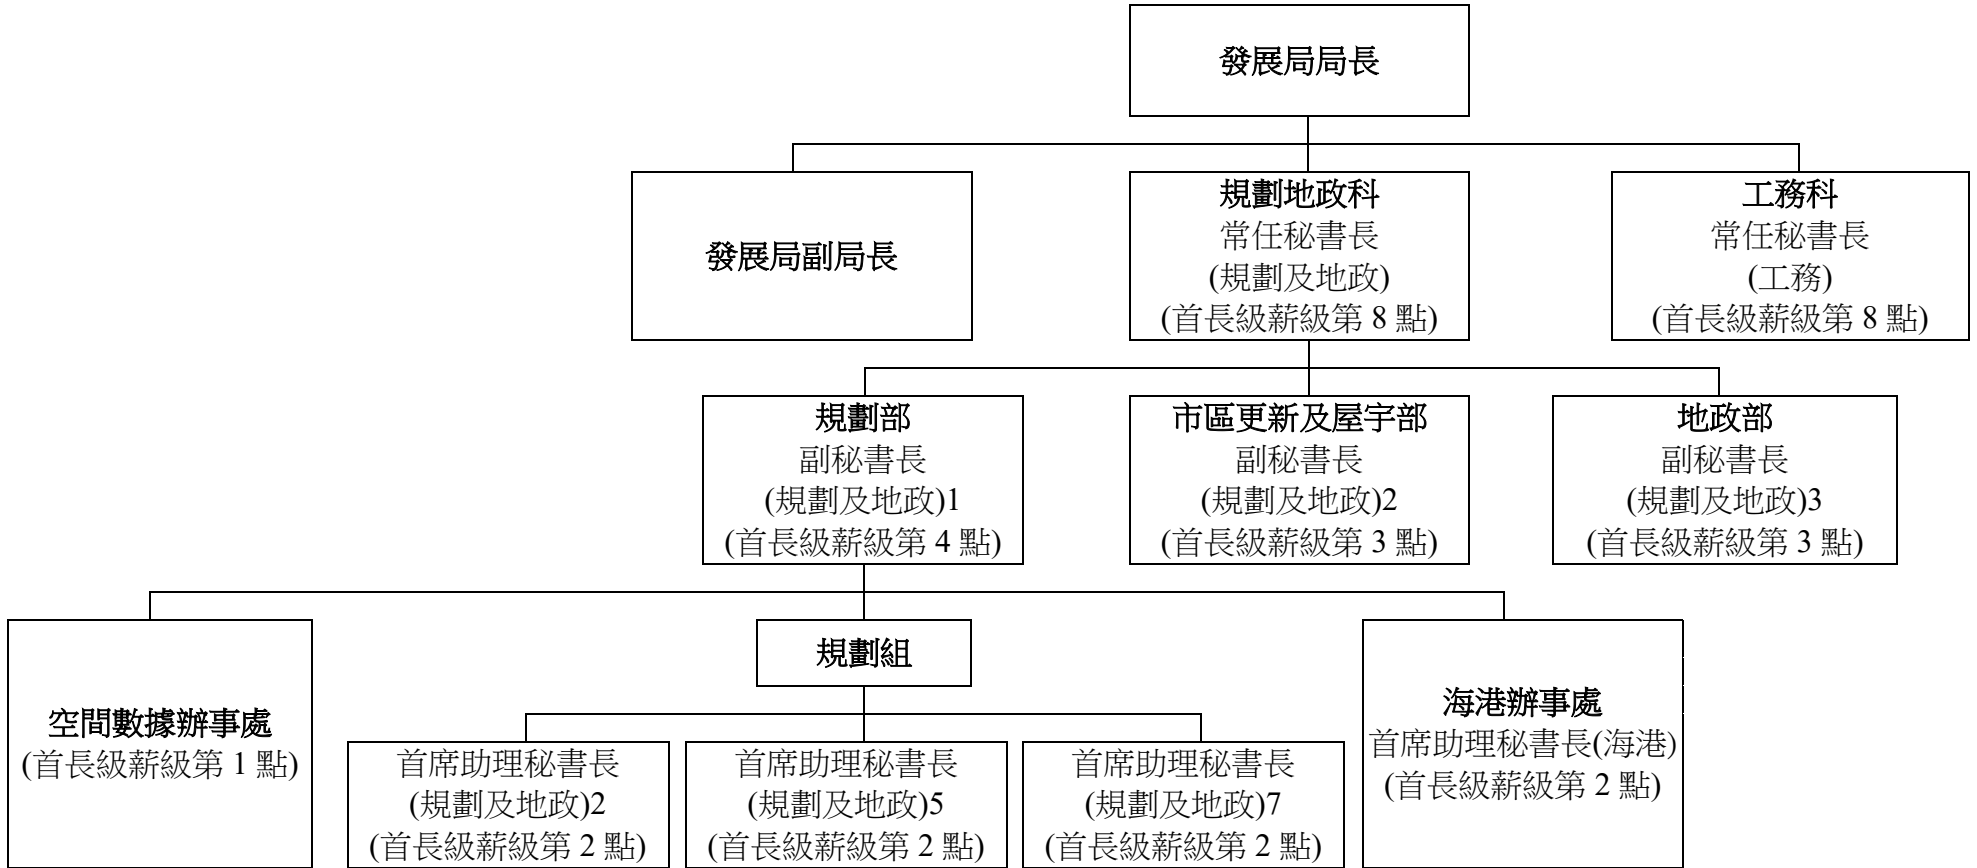 發展局局長
發展局副局長
規劃地政科
常任秘書長
(規劃及地政)
(首長級薪級第 8 點)
工務科
常任秘書長
(工務)
(首長級薪級第 8 點)
規劃部
副秘書長
(規劃及地政)1
(首長級薪級第 4 點)
市區更新及屋宇部
副秘書長
(規劃及地政)2
(首長級薪級第 3 點)
地政部
副秘書長
(規劃及地政)3
(首長級薪級第 3 點)
空間數據辦事處
(首長級薪級第 1 點)
規劃組
首席助理秘書長
(規劃及地政)2
(首長級薪級第 2 點)
首席助理秘書長
(規劃及地政)5
(首長級薪級第 2 點)
首席助理秘書長
(規劃及地政)7
(首長級薪級第 2 點)
海港辦事處
首席助理秘書長(海港)
(首長級薪級第 2 點)